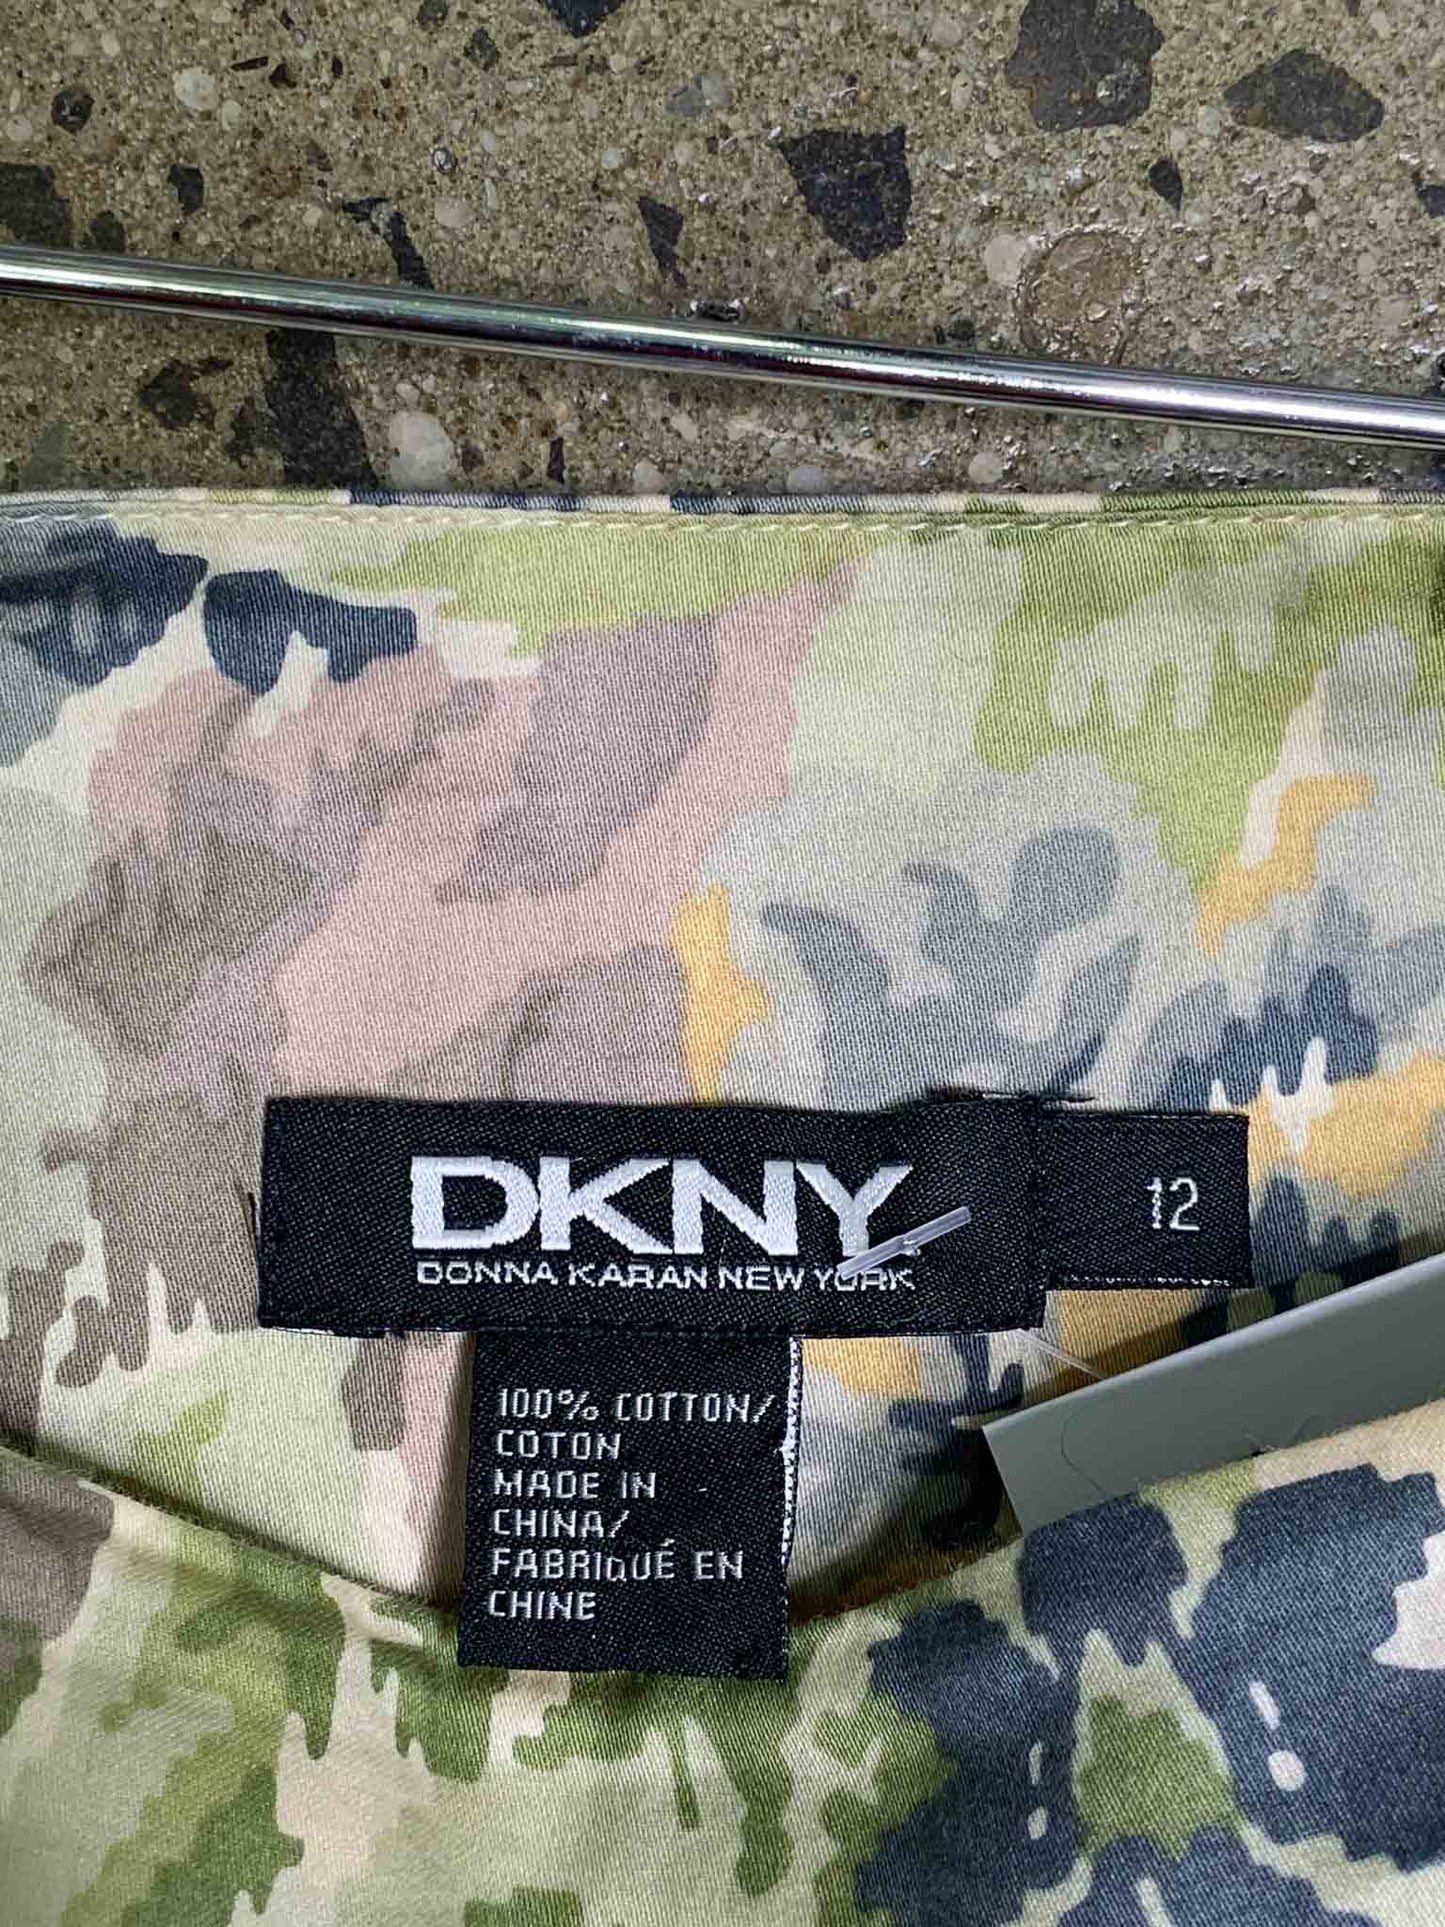 DKNY
DONNA KARAN NEW YORK
12
100% COTTON/
COTON
MADE IN
CHINA/
FABRIQUÉ EN
CHINE